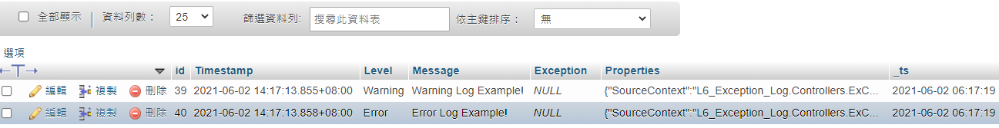 全部顯示 資料列數： 25 篩選資料列: 搜尋此資料表 依主鍵排序： 無
選項
id Timestamp Level Message Exception Properties _ts
編輯 複製 刪除 39 2021-06-02 14:17:13.855+08:00 Warning Warning Log Example! NULL {"SourceContext":"L6_Exception_Log.Controllers.ExC... 2021-06-02 06:17:19
編輯 複製 刪除 40 2021-06-02 14:17:13.858+08:00 Error Error Log Example! NULL {"SourceContext":"L6_Exception_Log.Controllers.ExC... 2021-06-02 06:17:19